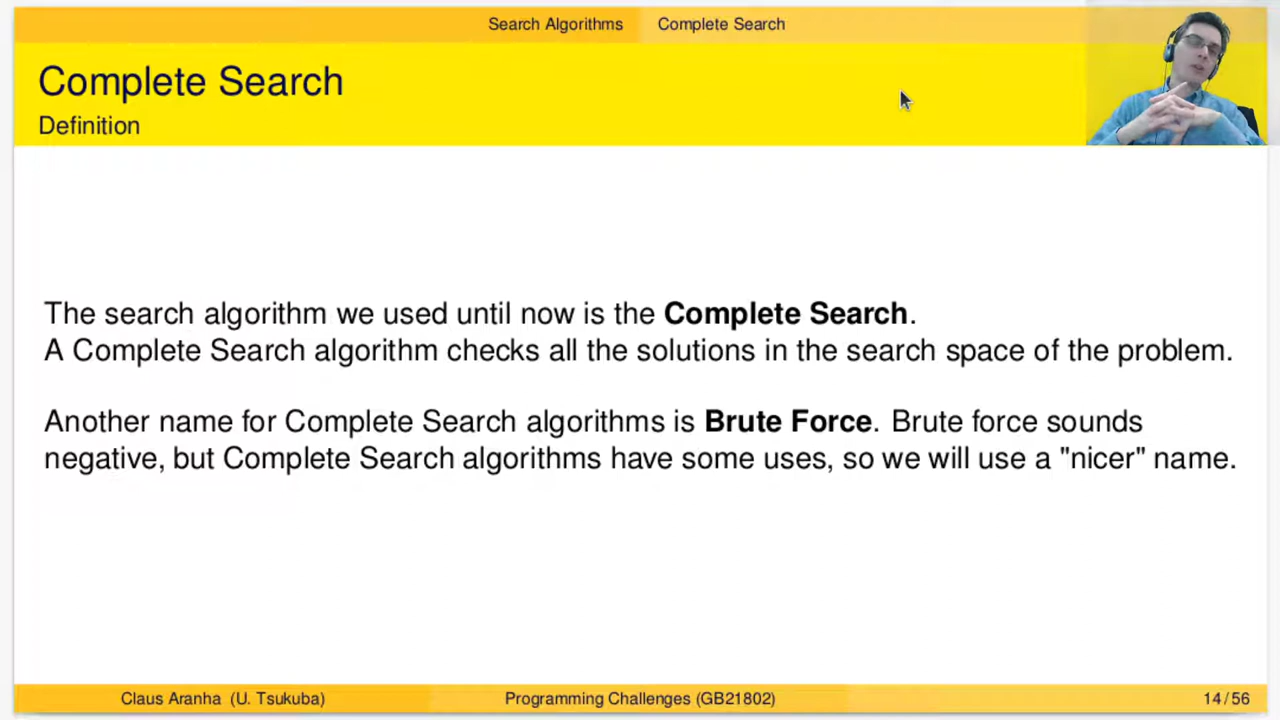 Search Algorithms Complete Search
Complete Search
Definition
The search algorithm we used until now is the Complete Search.
A Complete Search algorithm checks all the solutions in the search space of the problem.
Another name for Complete Search algorithms is Brute Force. Brute force sounds
negative, but Complete Search algorithms have some uses, so we will use a "nicer" name.
Claus Aranha (U. Tsukuba) Programming Challenges (GB21802) 14 / 56